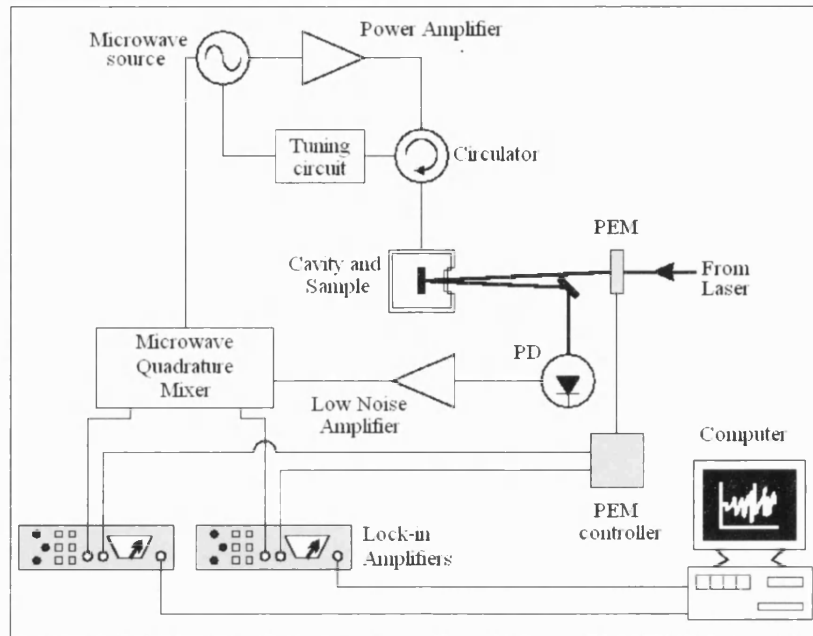 Power Amplifier
Microwave
source
Tuning
circuit
Circulator
PEM
Cavity and
Sample
From
Laser
Microwave
Quadrature
Mixer
PD
Low Noise
Amplifier
Computer
PEM
controller
Lock-in
Amplifiers